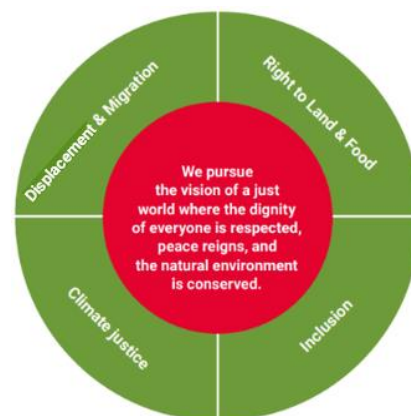 Displacement & Migration
Right to Land & Food
We pursue
the vision of a just
world where the dignity
of everyone is respected,
peace reigns, and
the natural environment
is conserved.
Climate justice
Inclusion